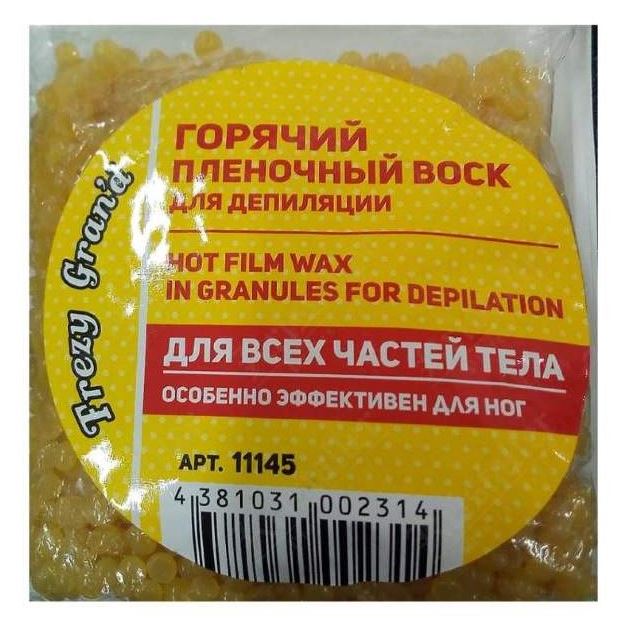 Frezy Gran'd
ГОРЯЧИЙ
ПЛЕНОЧНЫЙ ВОСК
ДЛЯ ДЕПИЛЯЦИИ
HOT FILM WAX
IN GRANULES FOR DEPILATION
ДЛЯ ВСЕХ ЧАСТЕЙ ТЕЛА
ОСОБЕННО ЭФФЕКТИВЕН ДЛЯ НОГ
АРТ. 11145
4 381031 002314